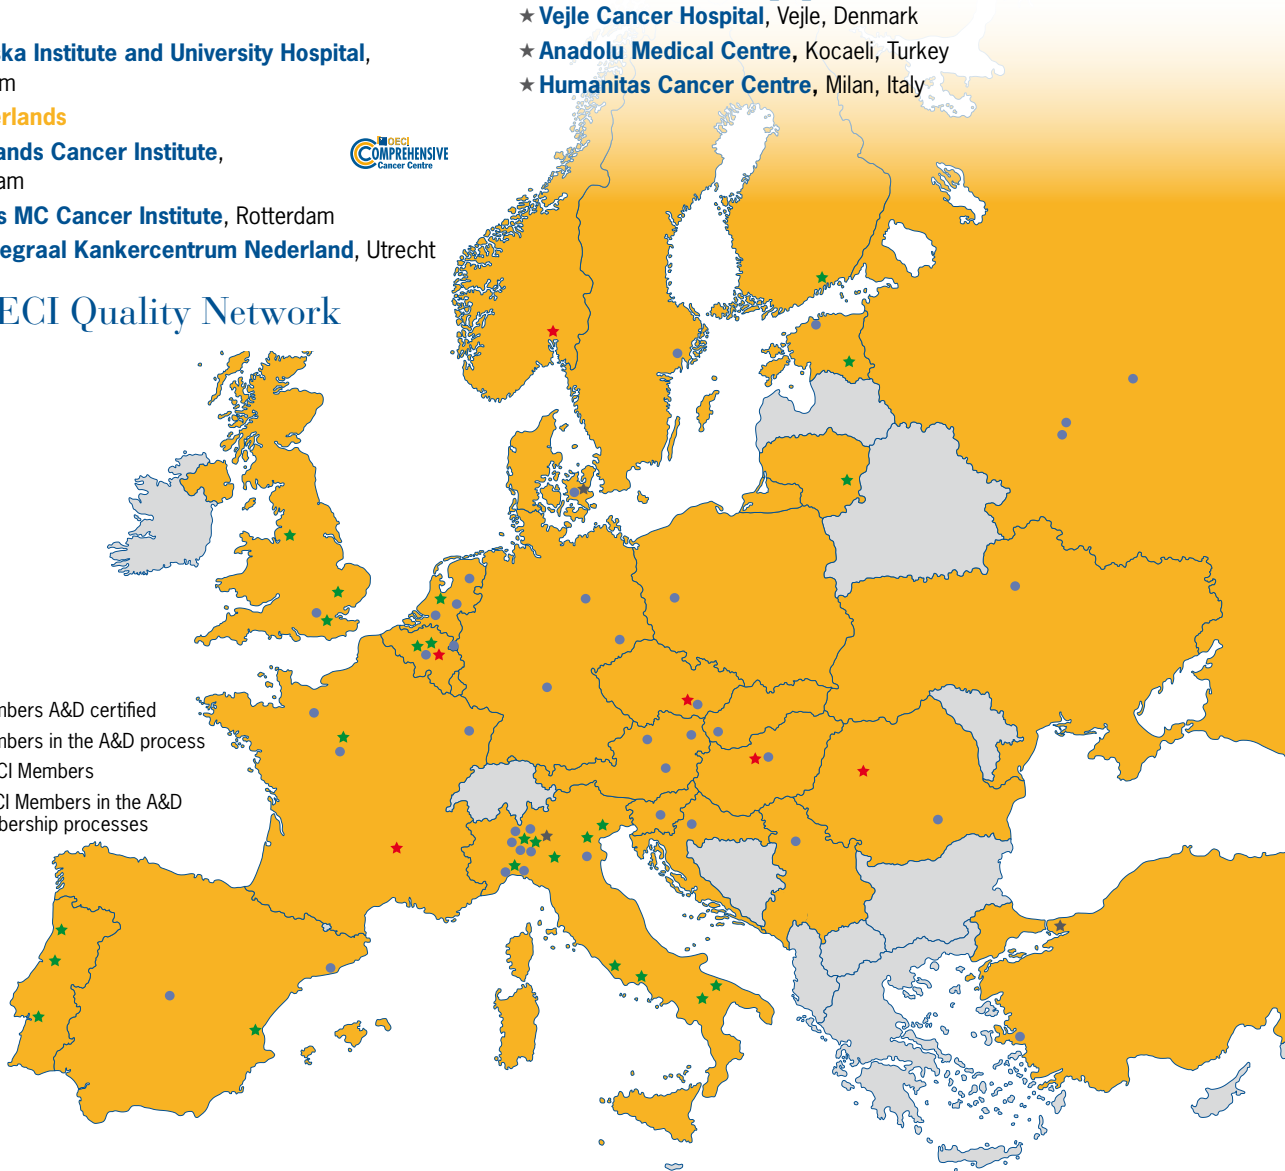 ska Institute and University Hospital,
m
erlands
ands Cancer Institute,
am
s MC Cancer Institute, Rotterdam
egraal Kankercentrum Nederland, Utrecht
OECI
COMPREHENSIVE
Cancer Centre
★ Vejle Cancer Hospital, Vejle, Denmark
★ Anadolu Medical Centre, Kocaeli, Turkey
★ Humanitas Cancer Centre, Milan, Italy
ECI Quality Network
mbers A&D certified
mbers in the A&D process
CI Members
CI Members in the A&D
bership processes